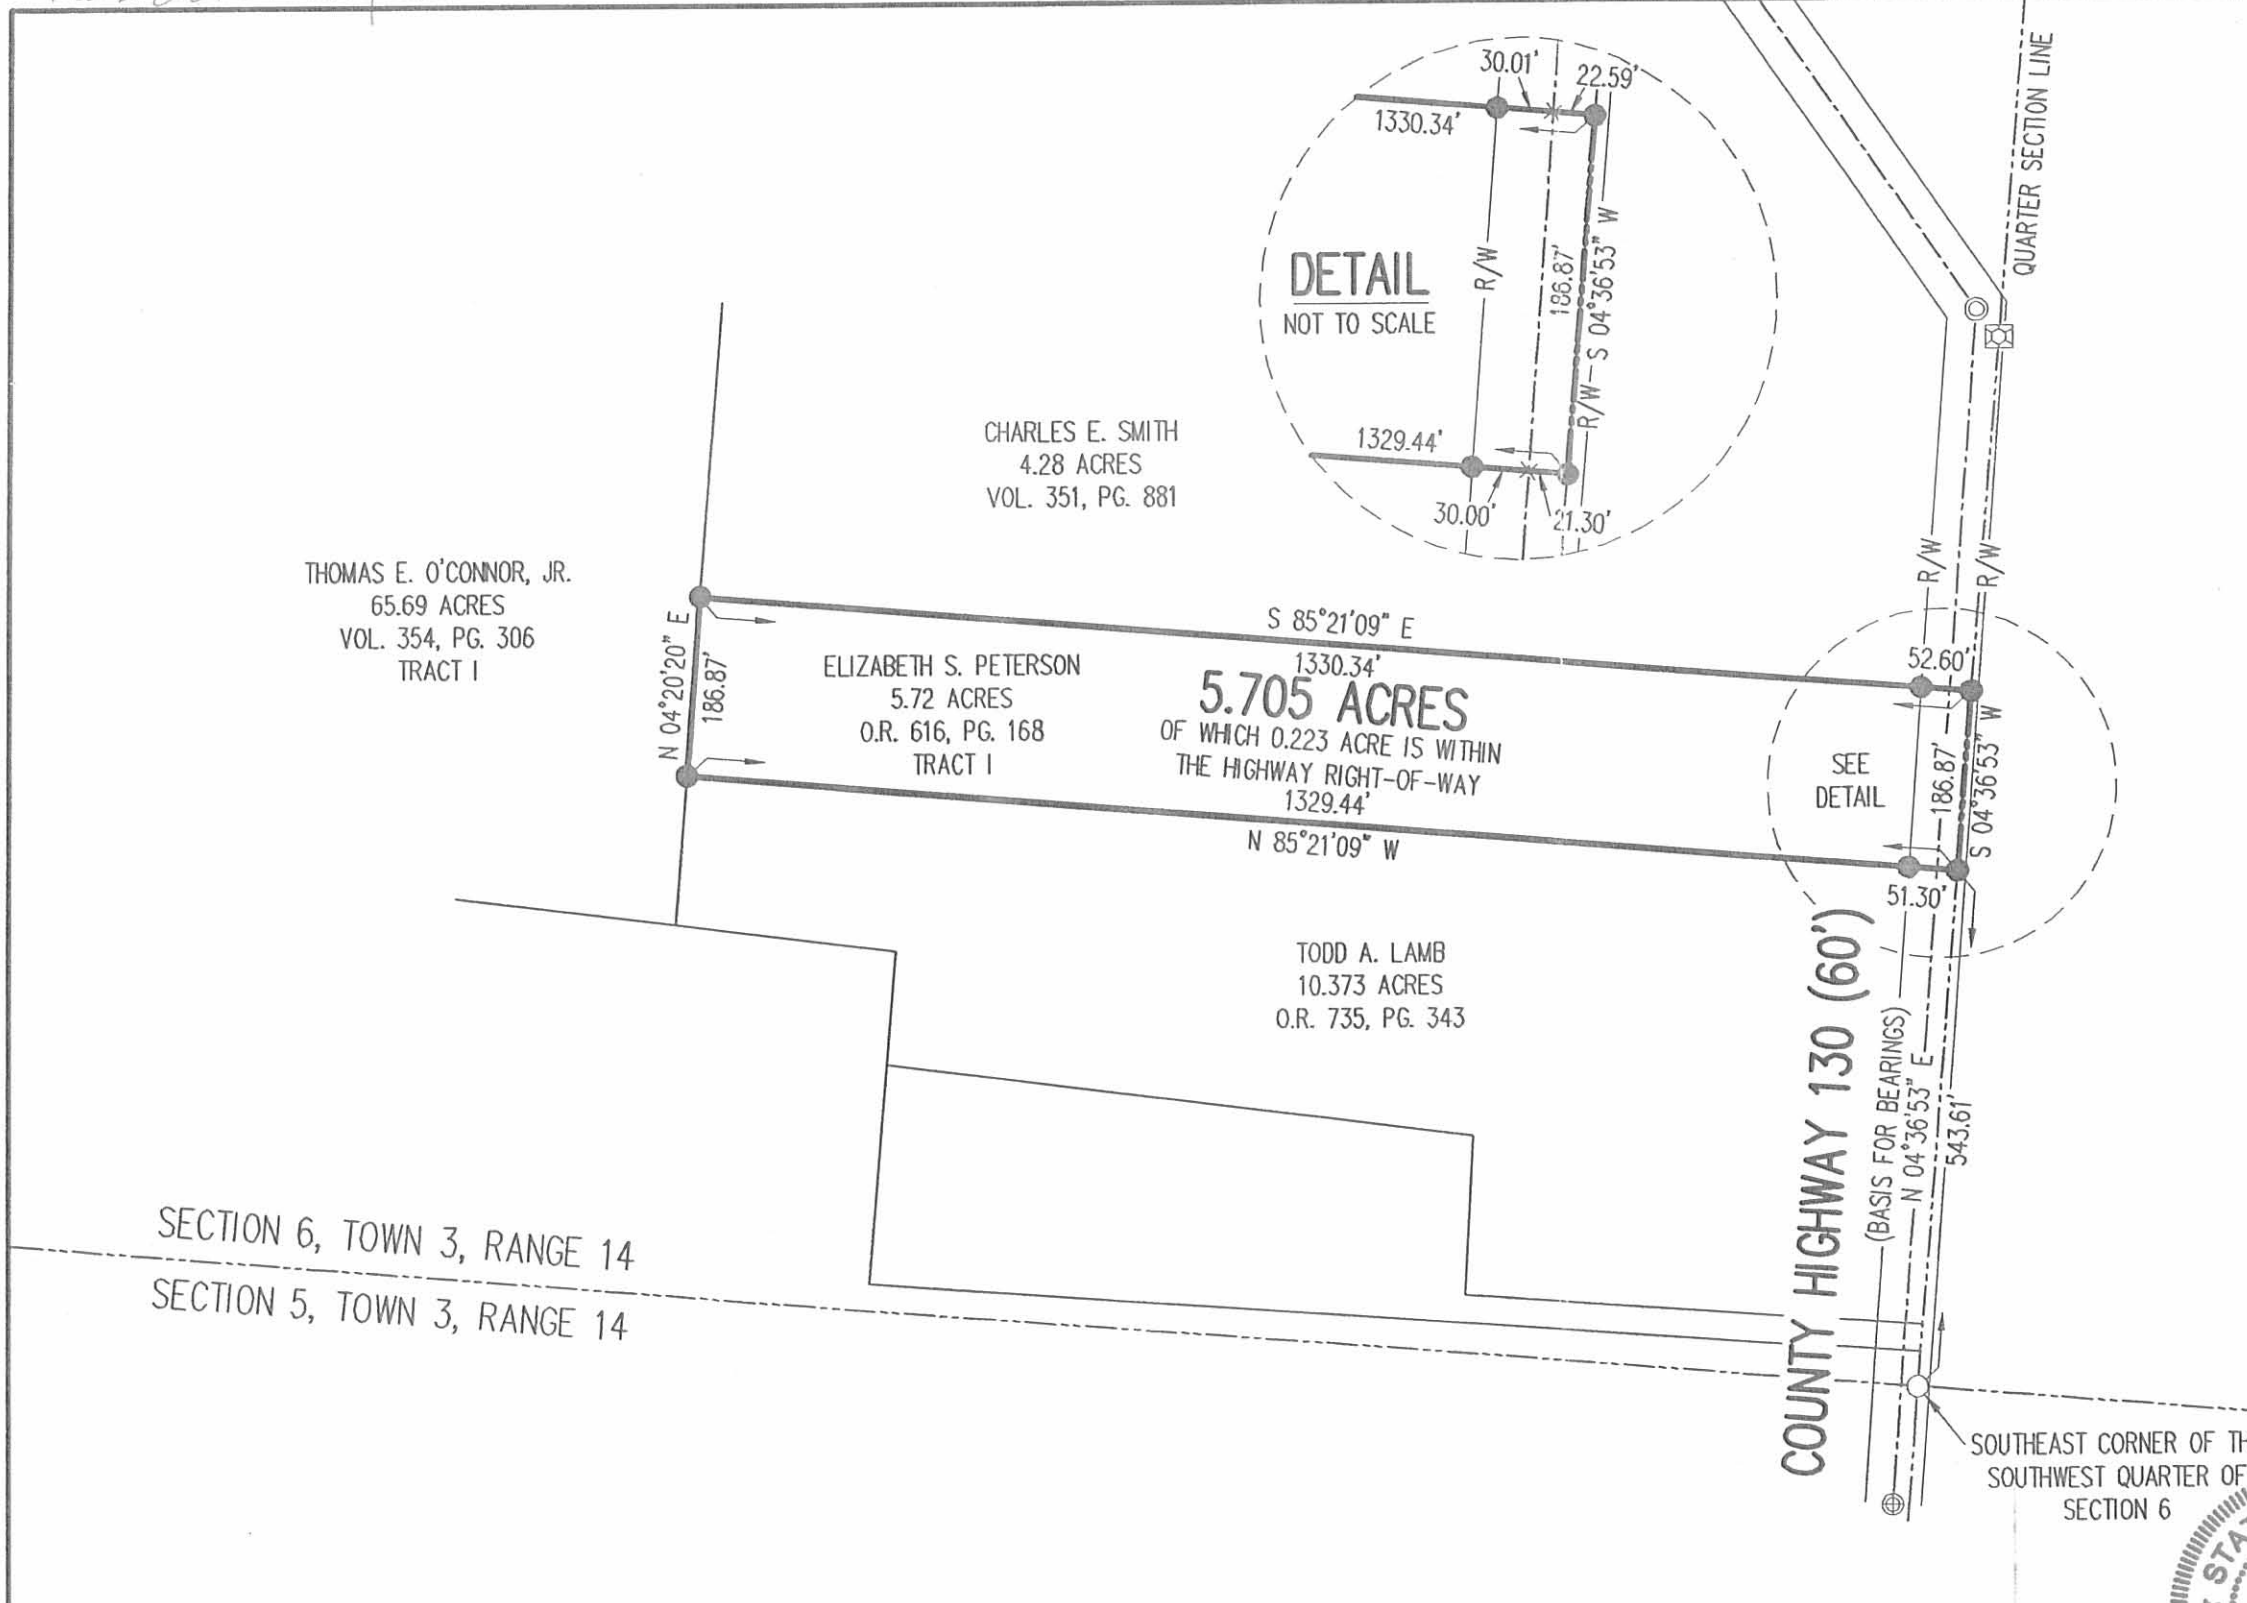 30.01'
22.59'
1330.34'
QUARTER SECTION LINE
DETAIL
NOT TO SCALE
R/W
186.87'
R/W
S 04°36'53" W
1329.44'
30.00'
21.30'
CHARLES E. SMITH
4.28 ACRES
VOL. 351, PG. 881
THOMAS E. O'CONNOR, JR.
65.69 ACRES
VOL. 354, PG. 306
TRACT I
R/W
R/W
N 04°20'20" E
186.87'
S 85°21'09" E
1330.34'
52.60'
ELIZABETH S. PETERSON
5.72 ACRES
O.R. 616, PG. 168
TRACT I
5.705 ACRES
OF WHICH 0.223 ACRE IS WITHIN
THE HIGHWAY RIGHT-OF-WAY
1329.44'
N 85°21'09" W
SEE
DETAIL
186.87'
S 04°36'53" W
51.30'
TODD A. LAMB
10.373 ACRES
O.R. 735, PG. 343
COUNTY HIGHWAY 130 (60')
(BASIS FOR BEARINGS)
N 04°36'53" E
543.61'
SECTION 6, TOWN 3, RANGE 14
SECTION 5, TOWN 3, RANGE 14
SOUTHEAST CORNER OF TH
SOUTHWEST QUARTER OF
SECTION 6
STA